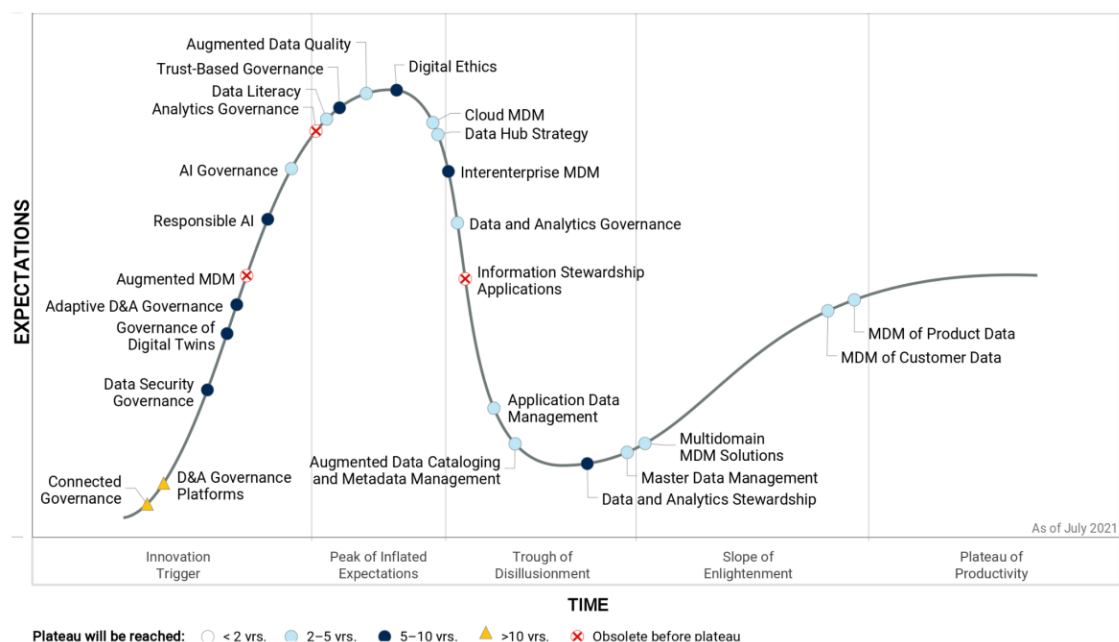 EXPECTATIONS
Augmented Data Quality
Trust-Based Governance
Data Literacy
Analytics Governance
AI Governance
Responsible AI
Augmented MDM
Adaptive D&A Governance
Governance of
Digital Twins
Data Security
Governance
Connected
Governance
D&A Governance
Platforms
Digital Ethics
Cloud MDM
Data Hub Strategy
Interenterprise MDM
Data and Analytics Governance
Information Stewardship
Applications
Application Data
Management
Augmented Data Cataloging
and Metadata Management
Data and Analytics Stewardship
Master Data Management
Multidomain
MDM Solutions
MDM of Customer Data
MDM of Product Data
As of July 2021
Innovation
Trigger
Peak of Inflated
Expectations
Trough of
Disillusionment
Slope of
Enlightenment
Plateau of
Productivity
TIME
Plateau will be reached: < 2 yrs. 2–5 yrs. 5–10 yrs. >10 yrs. Obsolete before plateau